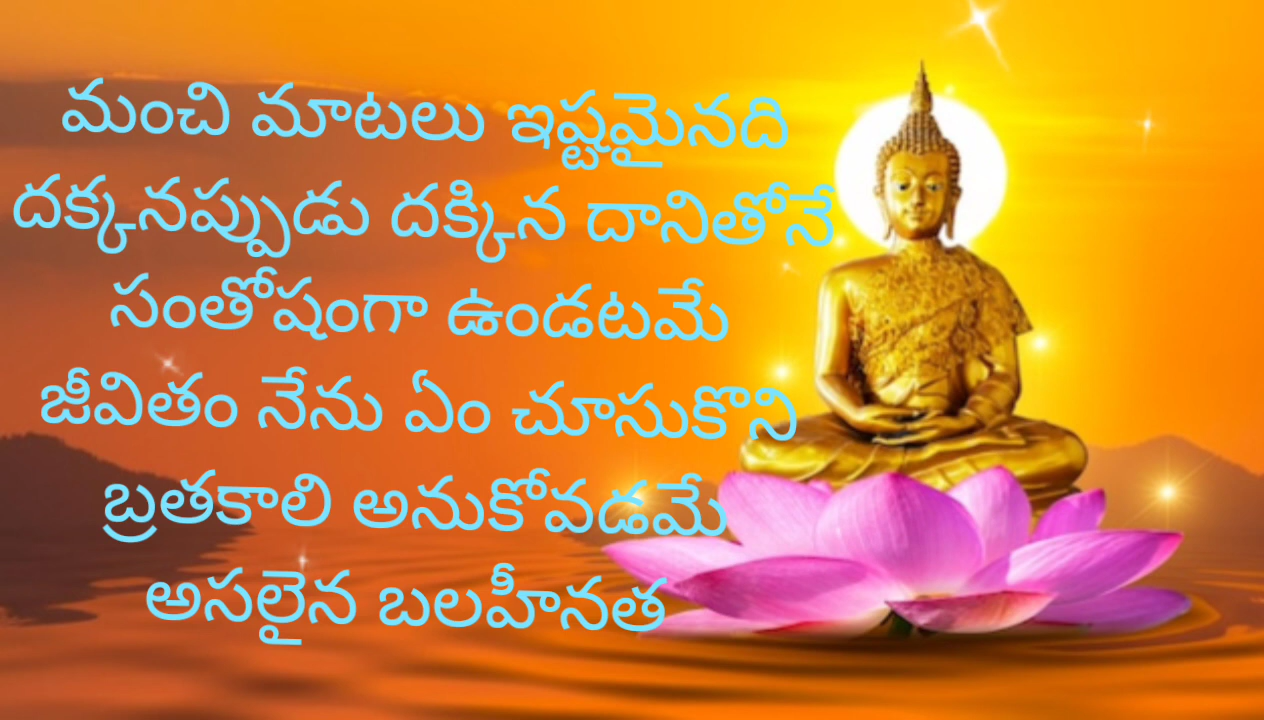 మంచి మాటలు ఇష్టమైనది
దక్కనప్పుడు దక్కిన దానితోనే
సంతోషంగా ఉండటమే
జీవితం నేను ఏం చూసుకొని
బ్రతకాలి అనుకోవడమే
అసలైన బలహీనత